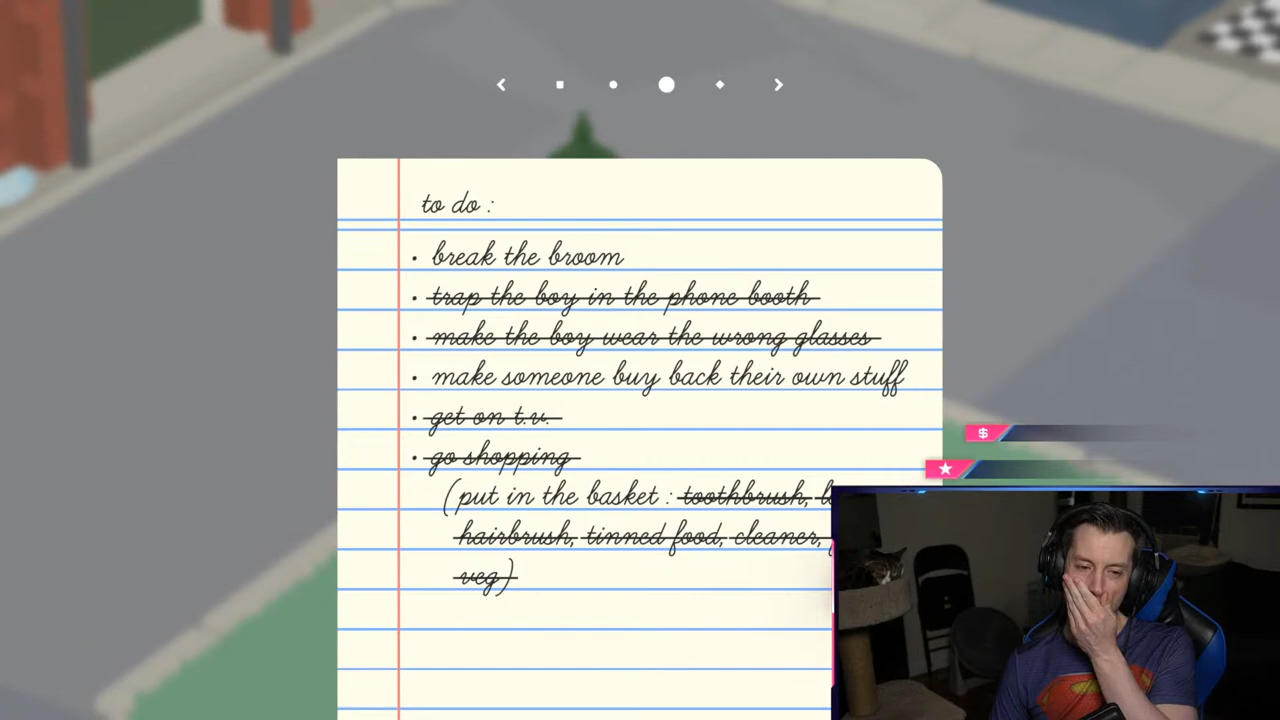 to do :
• break the broom
• trap the boy in the phone booth
• make the boy wear the wrong glasses
• make someone buy back their own stuff
• get on t.v.
• go shopping
(put in the basket : toothbrush,
hairbrush, tinned food, cleaner,
veg)
$